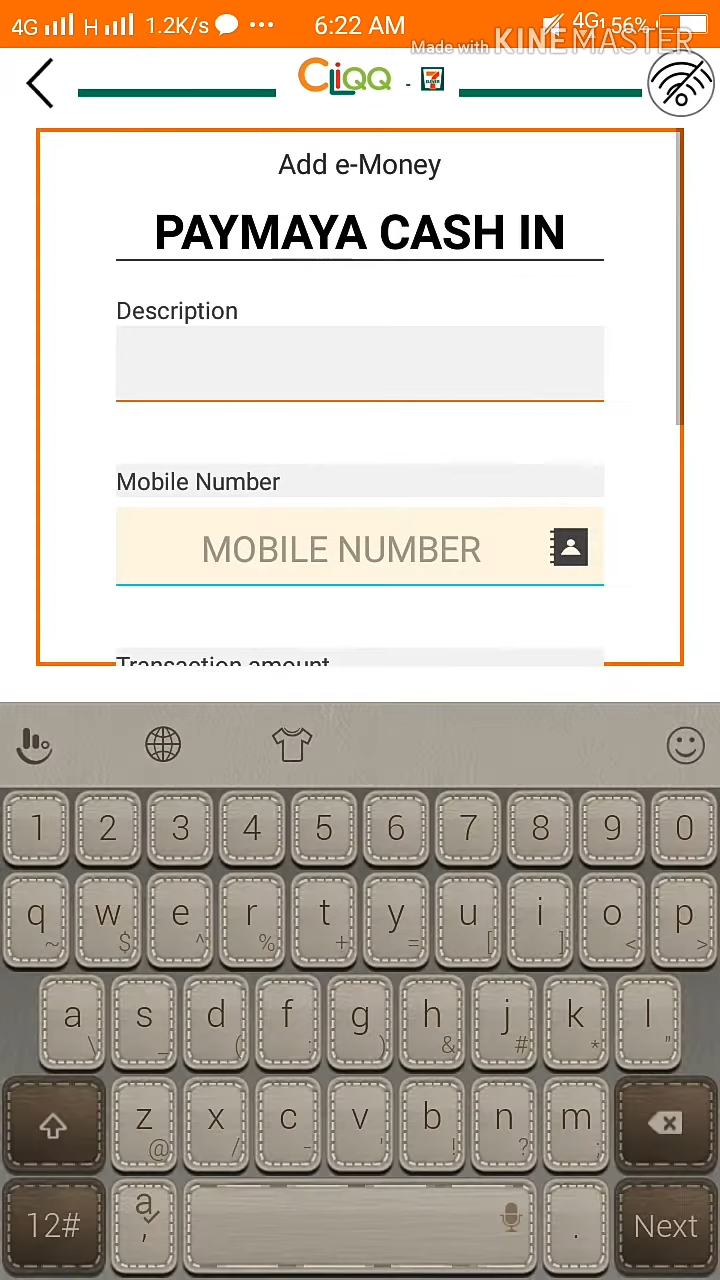 4G H 1.2K/s 6:22 AM 4G 56%
Made with KINEMASTER
CLiQQ - 7 ELEVEN
Add e-Money
PAYMAYA CASH IN
Description
Mobile Number
MOBILE NUMBER
Transaction amount
1 2 3 4 5 6 7 8 9 0
q w e r t y u i o p
~ $ ^ % + = [ ] < >
a s d f g h j k l
\ _ ( : ) & # * "
z x c v b n m
@ / - ' ! ? ;
12# a , . Next